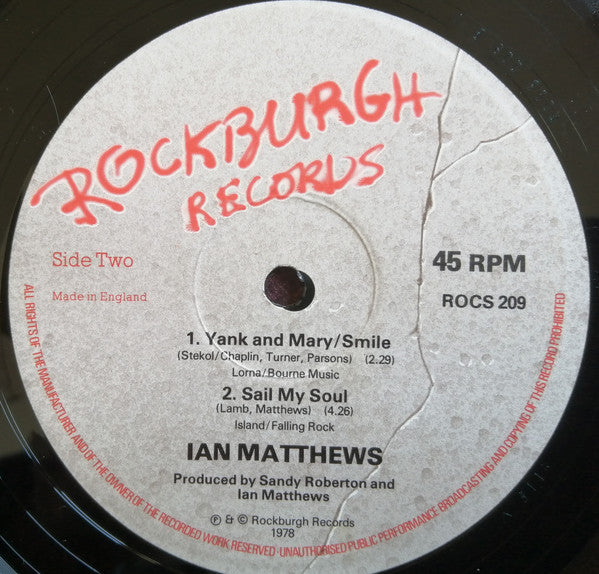 ROCKBURGH
RECORDS
Side Two
45 RPM
Made in England
ROCS 209
1. Yank and Mary/Smile
(Stekol/Chaplin, Turner, Parsons) (2.29)
Lorna/Bourne Music
2. Sail My Soul
(Lamb, Matthews) (4.26)
Island/Falling Rock
IAN MATTHEWS
Produced by Sandy Roberton and
Ian Matthews
℗ & © Rockburgh Records
1978
ALL RIGHTS OF THE MANUFACTURER AND OF THE OWNER OF THE RECORDED WORK RESERVED · UNAUTHORISED PUBLIC PERFORMANCE BROADCASTING AND COPYING OF THIS RECORD PROHIBITED